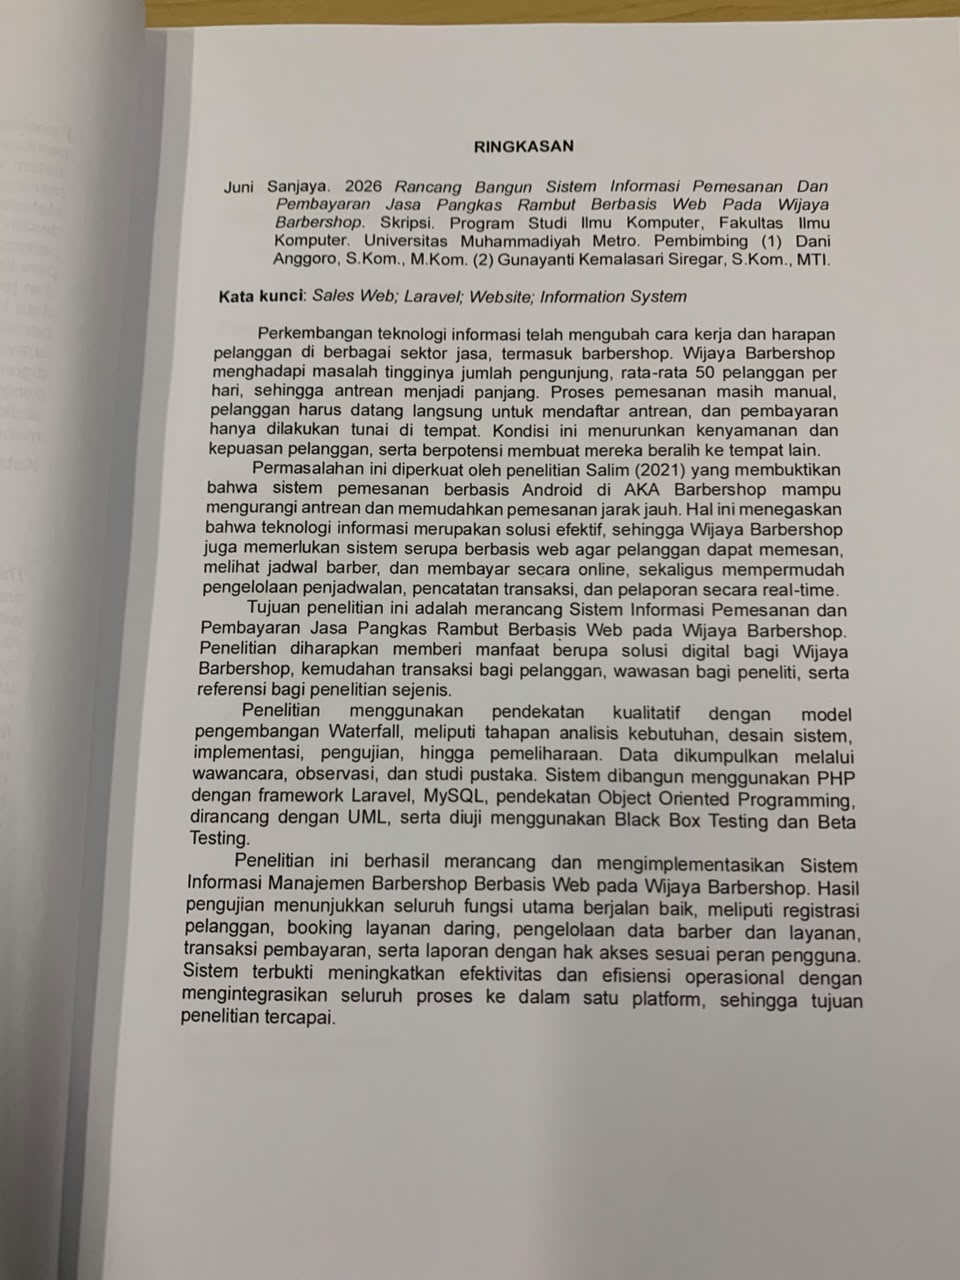 RINGKASAN
Juni Sanjaya. 2026 Rancang Bangun Sistem Informasi Pemesanan Dan
Pembayaran Jasa Pangkas Rambut Berbasis Web Pada Wijaya
Barbershop. Skripsi. Program Studi Ilmu Komputer, Fakultas Ilmu
Komputer. Universitas Muhammadiyah Metro. Pembimbing (1) Dani
Anggoro, S.Kom., M.Kom. (2) Gunayanti Kemalasari Siregar, S.Kom., MTI.
Kata kunci: Sales Web; Laravel; Website; Information System
Perkembangan teknologi informasi telah mengubah cara kerja dan harapan
pelanggan di berbagai sektor jasa, termasuk barbershop. Wijaya Barbershop
menghadapi masalah tingginya jumlah pengunjung, rata-rata 50 pelanggan per
hari, sehingga antrean menjadi panjang. Proses pemesanan masih manual,
pelanggan harus datang langsung untuk mendaftar antrean, dan pembayaran
hanya dilakukan tunai di tempat. Kondisi ini menurunkan kenyamanan dan
kepuasan pelanggan, serta berpotensi membuat mereka beralih ke tempat lain.
Permasalahan ini diperkuat oleh penelitian Salim (2021) yang membuktikan
bahwa sistem pemesanan berbasis Android di AKA Barbershop mampu
mengurangi antrean dan memudahkan pemesanan jarak jauh. Hal ini menegaskan
bahwa teknologi informasi merupakan solusi efektif, sehingga Wijaya Barbershop
juga memerlukan sistem serupa berbasis web agar pelanggan dapat memesan,
melihat jadwal barber, dan membayar secara online, sekaligus mempermudah
pengelolaan penjadwalan, pencatatan transaksi, dan pelaporan secara real-time.
Tujuan penelitian ini adalah merancang Sistem Informasi Pemesanan dan
Pembayaran Jasa Pangkas Rambut Berbasis Web pada Wijaya Barbershop.
Penelitian diharapkan memberi manfaat berupa solusi digital bagi Wijaya
Barbershop, kemudahan transaksi bagi pelanggan, wawasan bagi peneliti, serta
referensi bagi penelitian sejenis.
Penelitian menggunakan pendekatan kualitatif dengan model
pengembangan Waterfall, meliputi tahapan analisis kebutuhan, desain sistem,
implementasi, pengujian, hingga pemeliharaan. Data dikumpulkan melalui
wawancara, observasi, dan studi pustaka. Sistem dibangun menggunakan PHP
dengan framework Laravel, MySQL, pendekatan Object Oriented Programming,
dirancang dengan UML, serta diuji menggunakan Black Box Testing dan Beta
Testing.
Penelitian ini berhasil merancang dan mengimplementasikan Sistem
Informasi Manajemen Barbershop Berbasis Web pada Wijaya Barbershop. Hasil
pengujian menunjukkan seluruh fungsi utama berjalan baik, meliputi registrasi
pelanggan, booking layanan daring, pengelolaan data barber dan layanan,
transaksi pembayaran, serta laporan dengan hak akses sesuai peran pengguna.
Sistem terbukti meningkatkan efektivitas dan efisiensi operasional dengan
mengintegrasikan seluruh proses ke dalam satu platform, sehingga tujuan
penelitian tercapai.